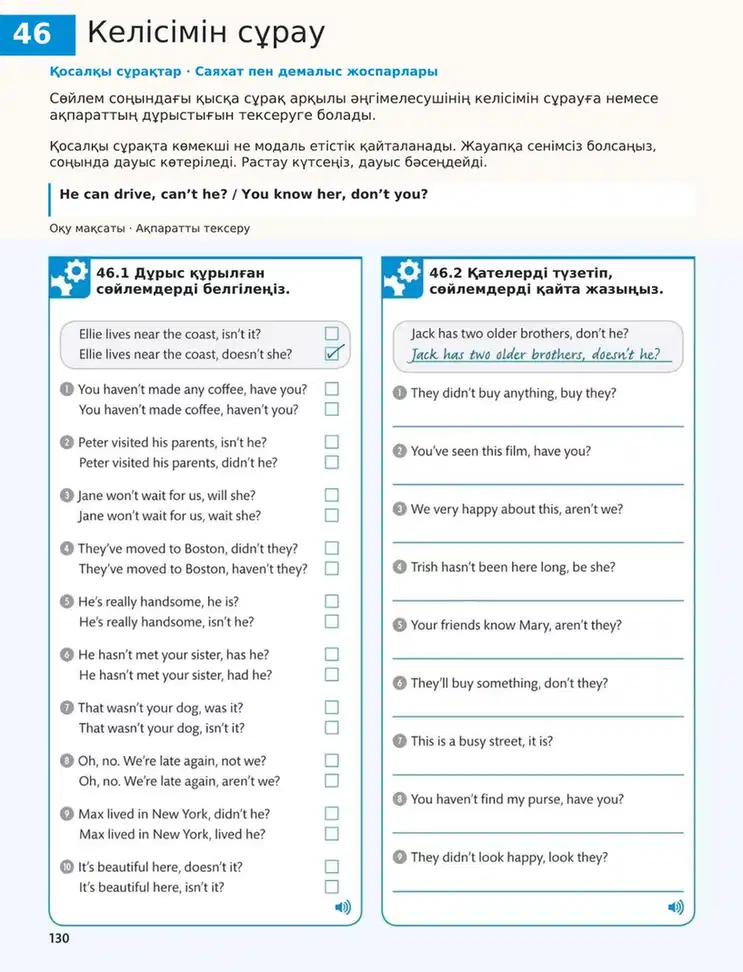 46 Келісімін сұрау
Қосалқы сұрақтар · Саяхат пен демалыс жоспарлары
Сөйлем соңындағы қысқа сұрақ арқылы әңгімелесушінің келісімін сұрауға немесе
ақпараттың дұрыстығын тексеруге болады.
Қосалқы сұрақта көмекші не модаль етістік қайталанады. Жауапқа сенімсіз болсаңыз,
соңында дауыс көтеріледі. Растау күтсеңіз, дауыс бәсеңдейді.
He can drive, can’t he? / You know her, don’t you?
Оқу мақсаты · Ақпаратты тексеру
46.1 Дұрыс құрылған
сөйлемдерді белгілеңіз.
Ellie lives near the coast, isn’t it?
Ellie lives near the coast, doesn’t she?
1 You haven’t made any coffee, have you?
You haven’t made coffee, haven’t you?
2 Peter visited his parents, isn’t he?
Peter visited his parents, didn’t he?
3 Jane won’t wait for us, will she?
Jane won’t wait for us, wait she?
4 They’ve moved to Boston, didn’t they?
They’ve moved to Boston, haven’t they?
5 He’s really handsome, he is?
He’s really handsome, isn’t he?
6 He hasn’t met your sister, has he?
He hasn’t met your sister, had he?
7 That wasn’t your dog, was it?
That wasn’t your dog, isn’t it?
8 Oh, no. We’re late again, not we?
Oh, no. We’re late again, aren’t we?
9 Max lived in New York, didn’t he?
Max lived in New York, lived he?
10 It’s beautiful here, doesn’t it?
It’s beautiful here, isn’t it?
46.2 Қателерді түзетіп,
сөйлемдерді қайта жазыңыз.
Jack has two older brothers, don’t he?
Jack has two older brothers, doesn’t he?
1 They didn’t buy anything, buy they?
2 You’ve seen this film, have you?
3 We very happy about this, aren’t we?
4 Trish hasn’t been here long, be she?
5 Your friends know Mary, aren’t they?
6 They’ll buy something, don’t they?
7 This is a busy street, it is?
8 You haven’t find my purse, have you?
9 They didn’t look happy, look they?
130